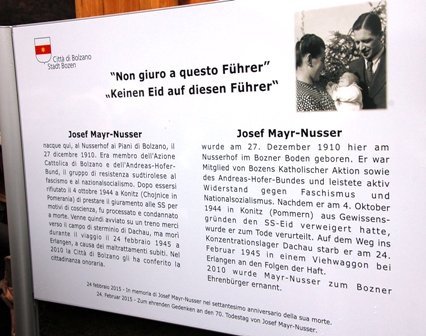 Città di Bolzano
Stadt Bozen
"Non giuro a questo Führer"
„Keinen Eid auf diesen Führer"
Josef Mayr-Nusser
nacque qui, al Nusserhof ai Piani di Bolzano, il
27 dicembre 1910. Era membro dell'Azione
Cattolica di Bolzano e dell'Andreas-Hofer-
Bund, il gruppo di resistenza sudtirolese al
fascismo e al nazionalsocialismo. Dopo essersi
rifiutato il 4 ottobre 1944 a Konitz (Chojnice in
Pomerania) di prestare il giuramento alle SS per
motivi di coscienza, fu processato e condannato
a morte. Venne quindi avviato su un treno merci
verso il campo di sterminio di Dachau, ma morì
durante il viaggio il 24 febbraio 1945 a
Erlangen, a causa dei maltrattamenti subiti. Nel
2010 la Città di Bolzano gli ha conferito la
cittadinanza onoraria.
Josef Mayr-Nusser
wurde am 27. Dezember 1910 hier am
Nusserhof im Bozner Boden geboren. Er war
Mitglied von Bozens Katholischer Aktion sowie
des Andreas-Hofer-Bundes und leistete aktiv
Widerstand gegen Faschismus und
Nationalsozialismus. Nachdem er am 4. Oktober
1944 in Konitz (Pommern) aus Gewissens-
gründen den SS-Eid verweigert hatte,
wurde er zum Tode verurteilt. Auf dem Weg ins
Konzentrationslager Dachau starb er am 24.
Februar 1945 in einem Viehwaggon bei
Erlangen an den Folgen der Haft.
2010 wurde Mayr-Nusser zum Bozner
Ehrenbürger ernannt.
24 febbraio 2015 - In memoria di Josef Mayr-Nusser nel settantesimo anniversario della sua morte.
24. Februar 2015 - Zum ehrenden Gedenken an den 70. Todestag von Josef Mayr-Nusser.